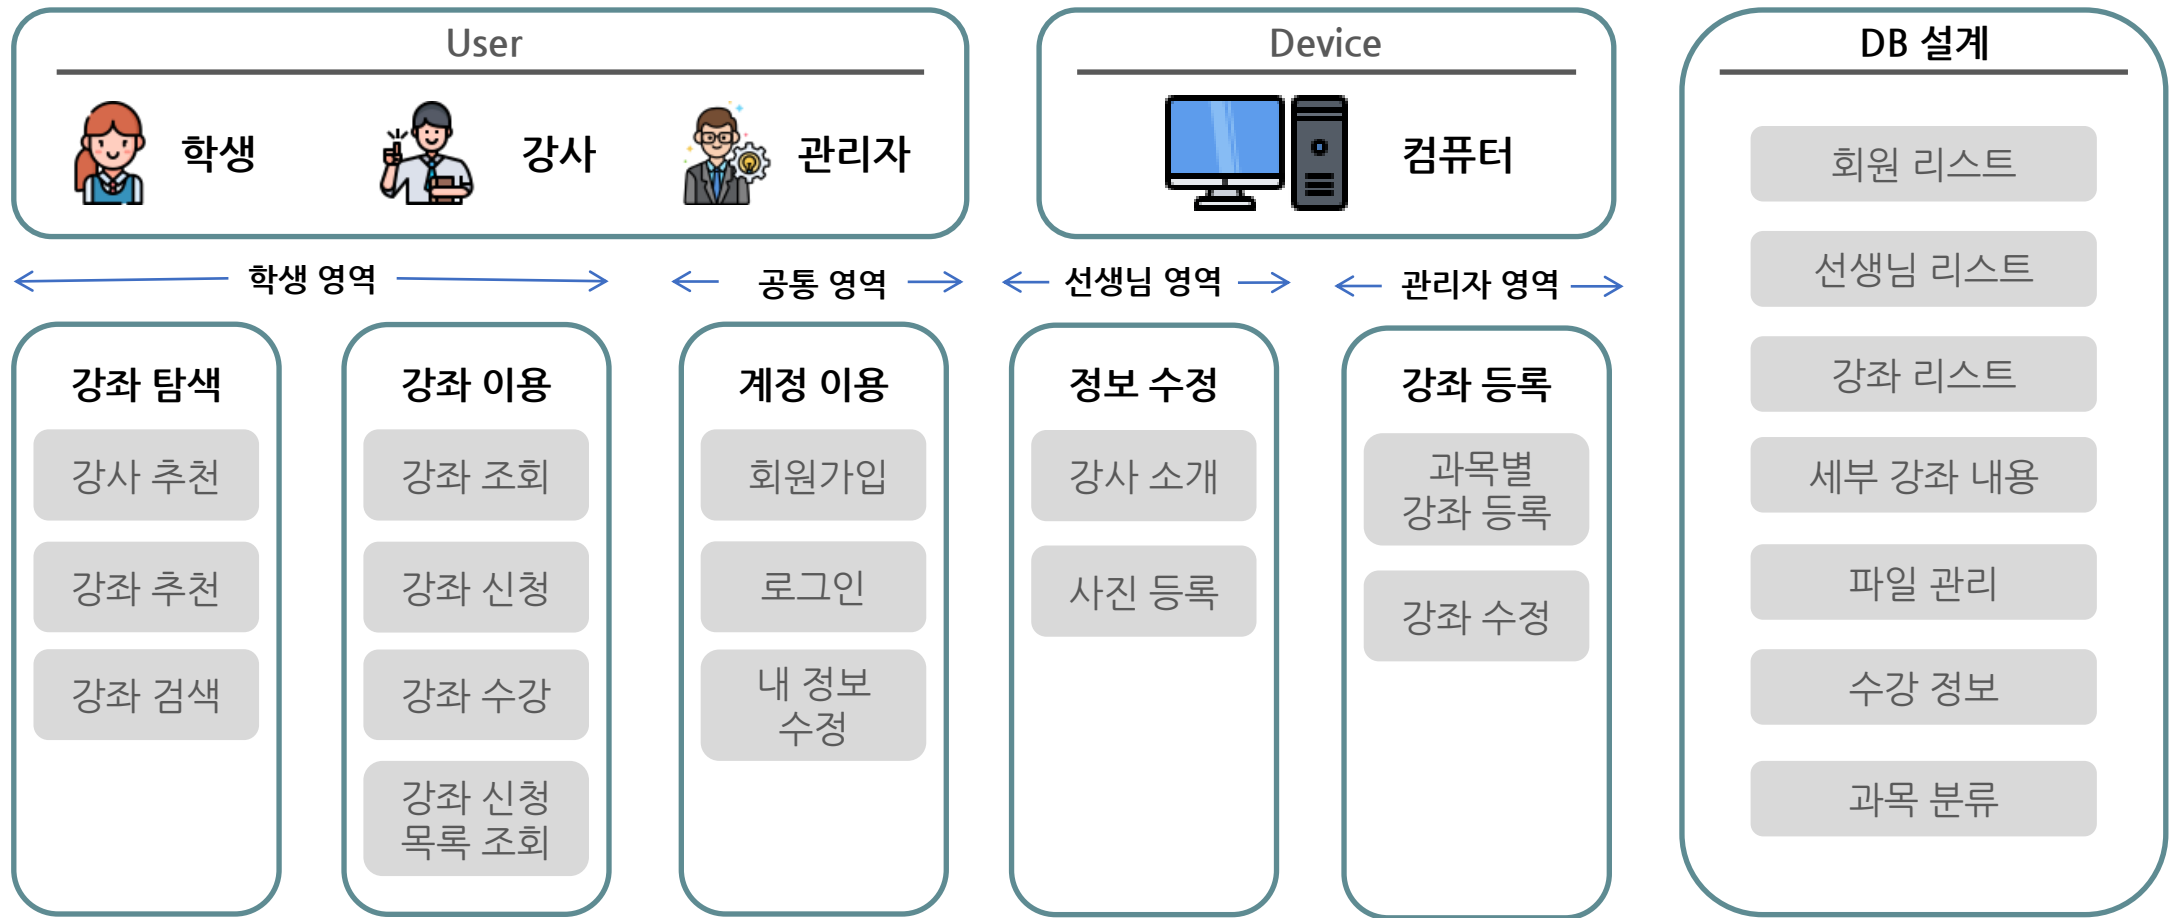 User
학생
강사
관리자
Device
컴퓨터
DB 설계
회원 리스트
선생님 리스트
강좌 리스트
세부 강좌 내용
파일 관리
수강 정보
과목 분류
학생 영역
공통 영역
선생님 영역
관리자 영역
강좌 탐색
강사 추천
강좌 추천
강좌 검색
강좌 이용
강좌 조회
강좌 신청
강좌 수강
강좌 신청
목록 조회
계정 이용
회원가입
로그인
내 정보
수정
정보 수정
강사 소개
사진 등록
강좌 등록
과목별
강좌 등록
강좌 수정